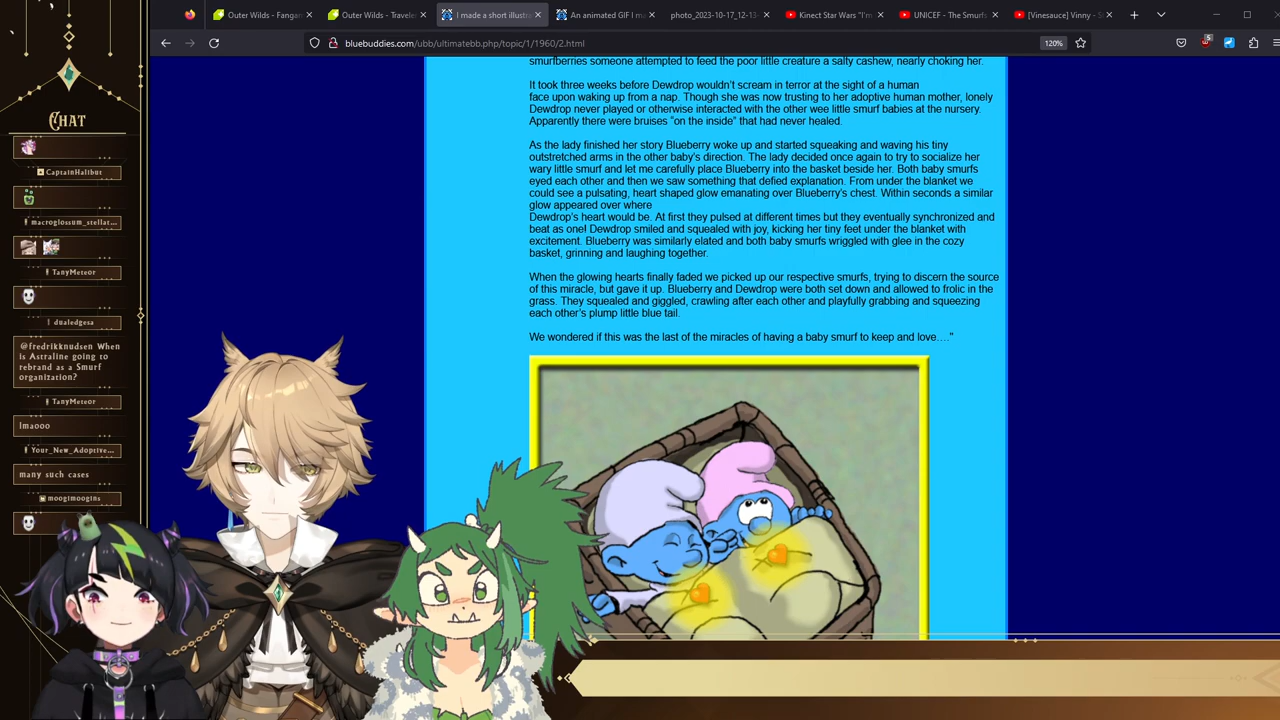 Outer Wilds - Fangar
Outer Wilds - Traveler
I made a short illustra
An animated GIF I ma
photo_2023-10-17_12-13-
Kinect Star Wars "I'm
UNICEF - The Smurfs
[Vinesauce] Vinny - S
bluebuddies.com/ubb/ultimatebb.php/topic/1/1960/2.html
120%
5
CHAT
CaptainHalibut
macroglossum_stellat...
TanyMeteor
dualedgesa
@fredrikknudsen When
is Astraline going to
rebrand as a Smurf
organization?
TanyMeteor
lmaooo
Your_New_Adoptive...
many such cases
moogimoogins
smurfberries someone attempted to feed the poor little creature a salty cashew, nearly choking her.
It took three weeks before Dewdrop wouldn't scream in terror at the sight of a human
face upon waking up from a nap. Though she was now trusting to her adoptive human mother, lonely
Dewdrop never played or otherwise interacted with the other wee little smurf babies at the nursery.
Apparently there were bruises "on the inside" that had never healed.
As the lady finished her story Blueberry woke up and started squeaking and waving his tiny
outstretched arms in the other baby's direction. The lady decided once again to try to socialize her
wary little smurf and let me carefully place Blueberry into the basket beside her. Both baby smurfs
eyed each other and then we saw something that defied explanation. From under the blanket we
could see a pulsating, heart shaped glow emanating over Blueberry's chest. Within seconds a similar
glow appeared over where
Dewdrop's heart would be. At first they pulsed at different times but they eventually synchronized and
beat as one! Dewdrop smiled and squealed with joy, kicking her tiny feet under the blanket with
excitement. Blueberry was similarly elated and both baby smurfs wriggled with glee in the cozy
basket, grinning and laughing together.
When the glowing hearts finally faded we picked up our respective smurfs, trying to discern the source
of this miracle, but gave it up. Blueberry and Dewdrop were both set down and allowed to frolic in the
grass. They squealed and giggled, crawling after each other and playfully grabbing and squeezing
each other's plump little blue tail.
We wondered if this was the last of the miracles of having a baby smurf to keep and love…."